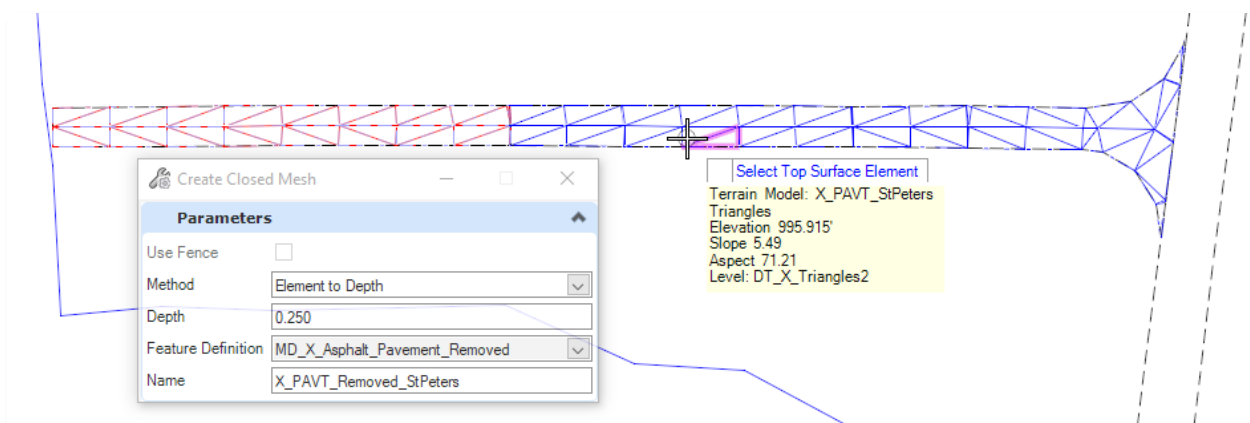 Create Closed Mesh
Parameters
Use Fence
Method Element to Depth
Depth 0.250
Feature Definition MD_X_Asphalt_Pavement_Removed
Name X_PAVT_Removed_StPeters
Select Top Surface Element
Terrain Model: X_PAVT_StPeters
Triangles
Elevation 995.915'
Slope 5.49
Aspect 71.21
Level: DT_X_Triangles2